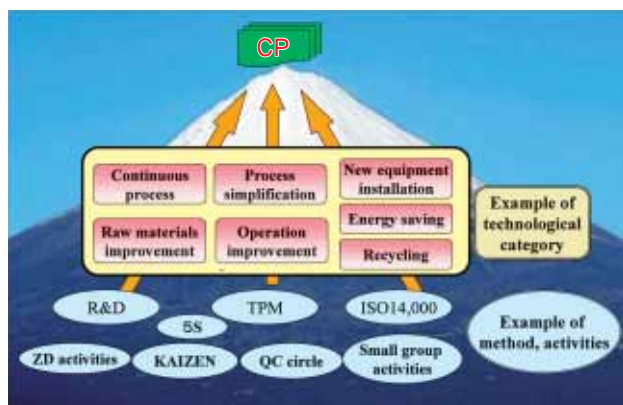 CP
Continuous
process
Process
simplification
New equipment
installation
Energy saving
Raw materials
improvement
Operation
improvement
Recycling
Example of
technological
category
R&D
TPM
ISO14,000
5S
Example of
method, activities
ZD activities
KAIZEN
QC circle
Small group
activities